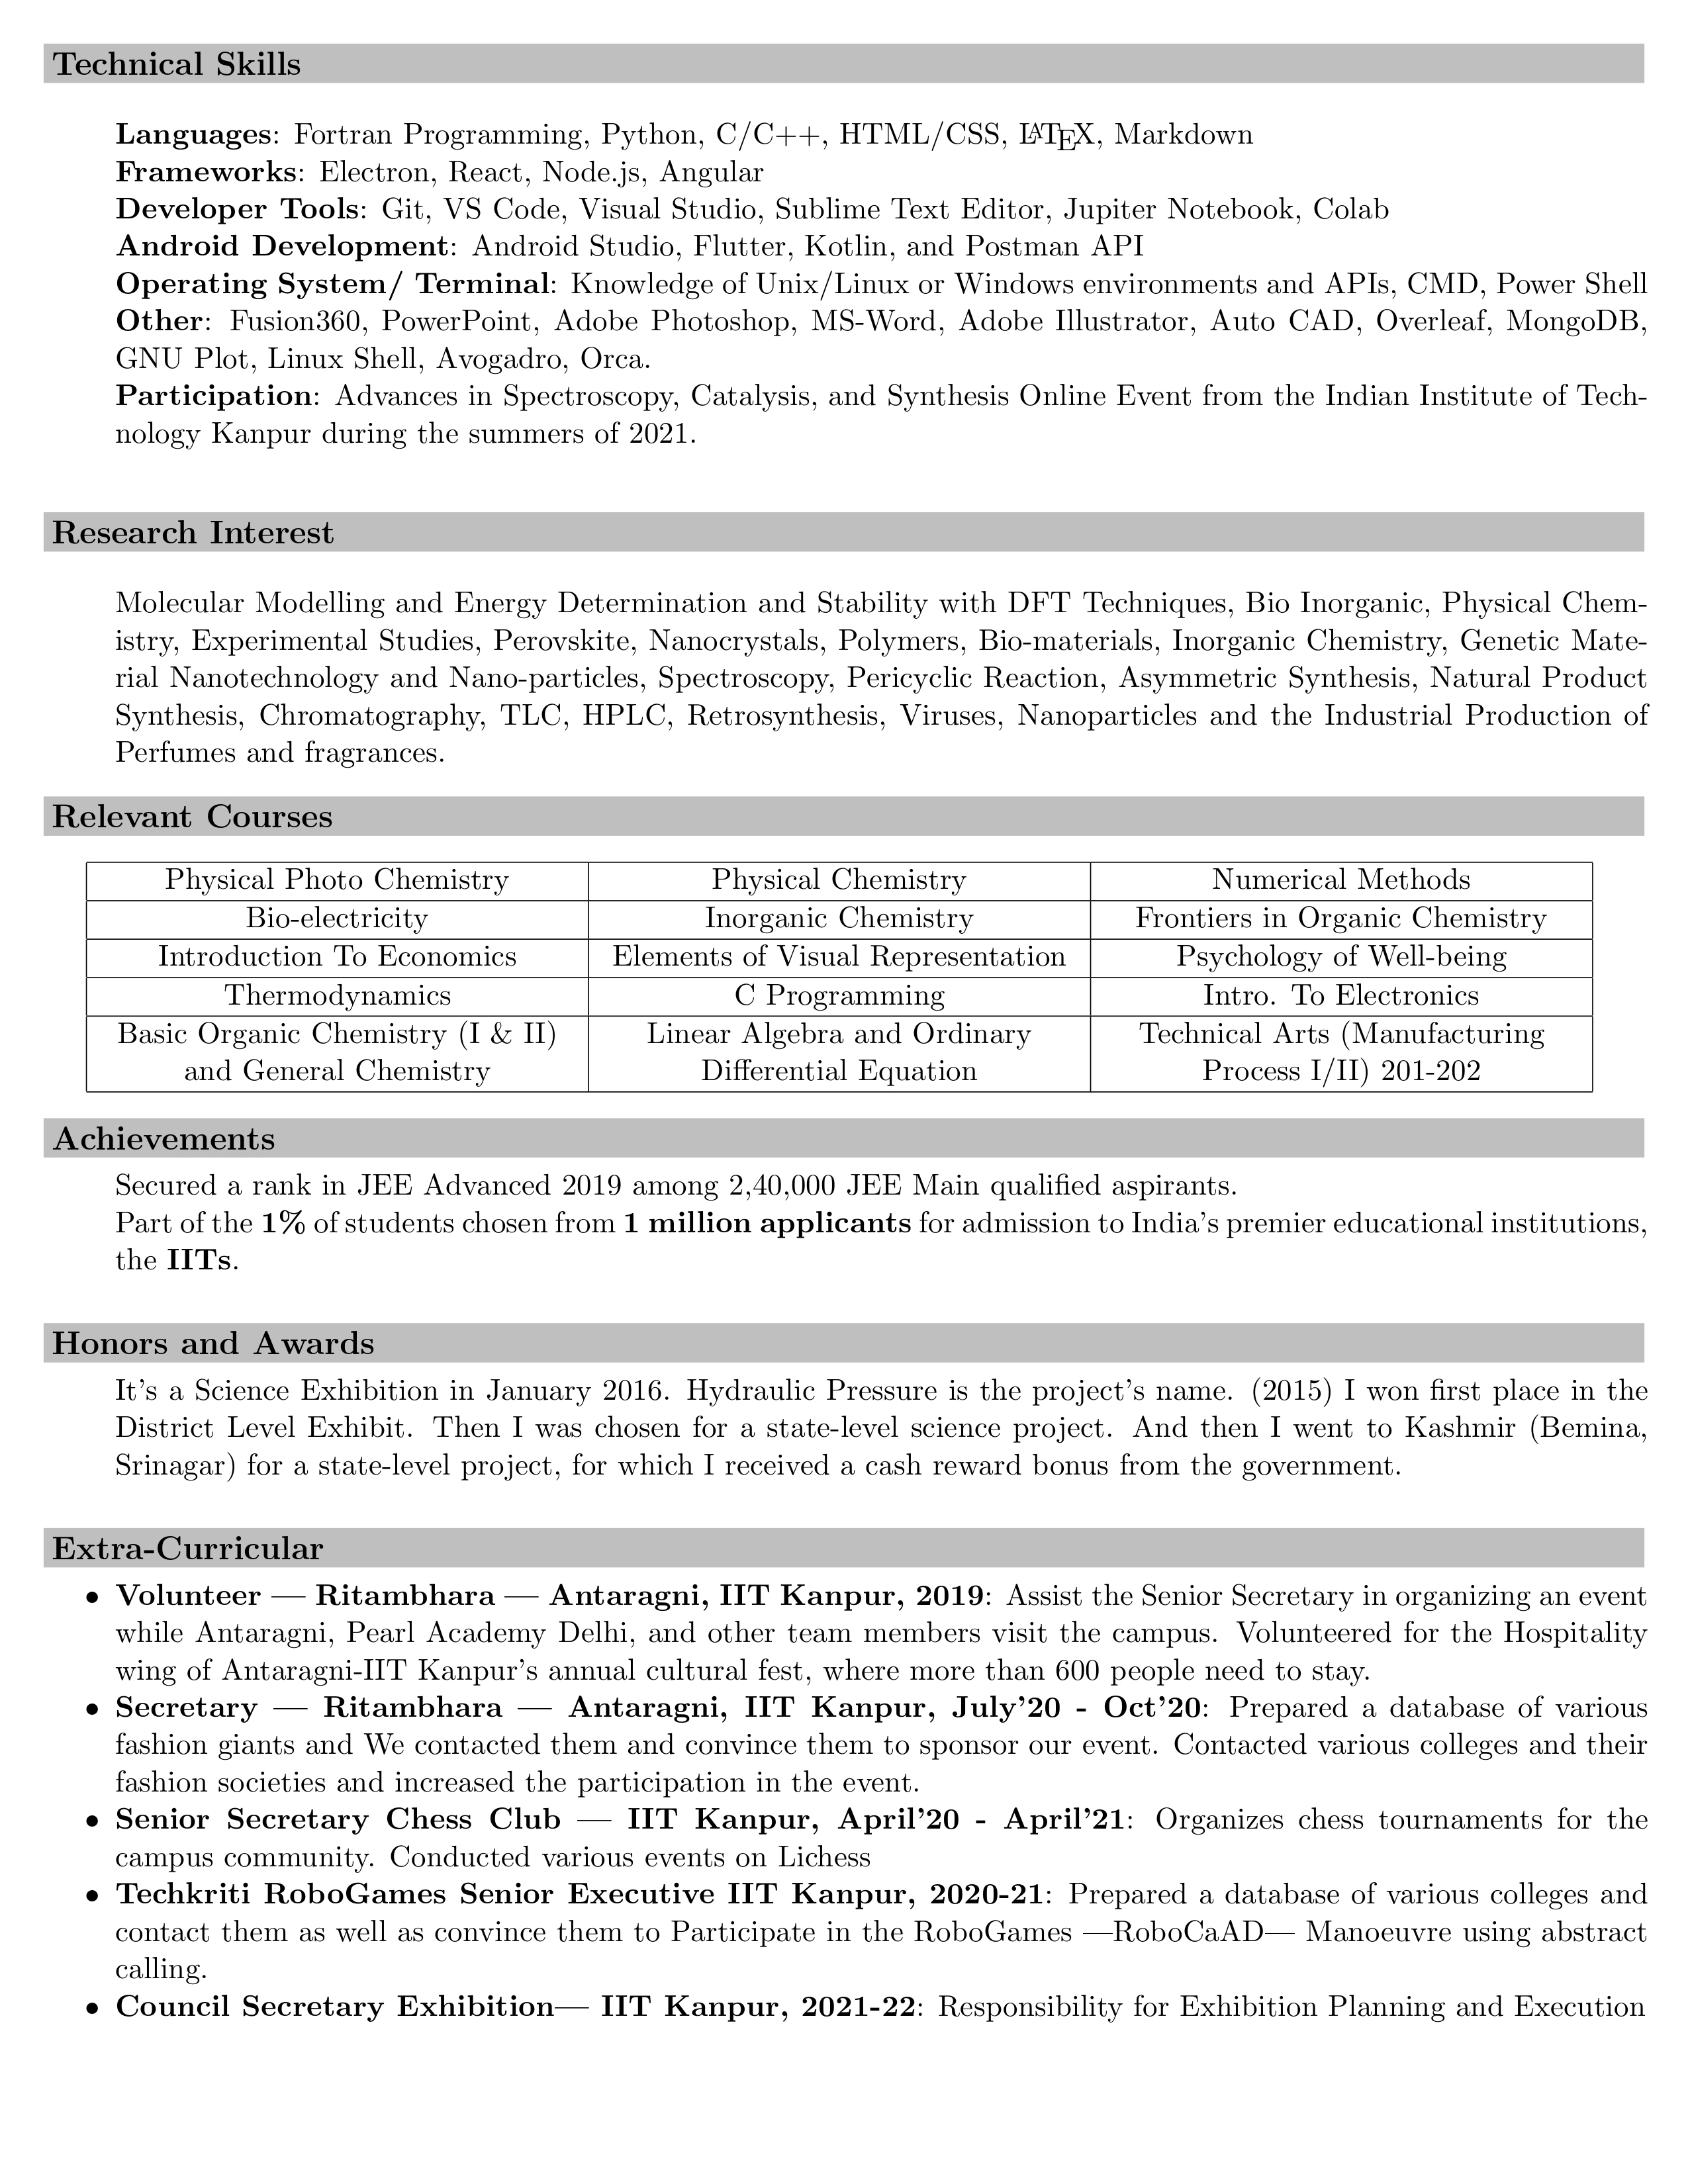 Technical Skills
Languages: Fortran Programming, Python, C/C++, HTML/CSS, LATEX, Markdown
Frameworks: Electron, React, Node.js, Angular
Developer Tools: Git, VS Code, Visual Studio, Sublime Text Editor, Jupiter Notebook, Colab
Android Development: Android Studio, Flutter, Kotlin, and Postman API
Operating System/ Terminal: Knowledge of Unix/Linux or Windows environments and APIs, CMD, Power Shell
Other: Fusion360, PowerPoint, Adobe Photoshop, MS-Word, Adobe Illustrator, Auto CAD, Overleaf, MongoDB,
GNU Plot, Linux Shell, Avogadro, Orca.
Participation: Advances in Spectroscopy, Catalysis, and Synthesis Online Event from the Indian Institute of Tech-
nology Kanpur during the summers of 2021.
Research Interest
Molecular Modelling and Energy Determination and Stability with DFT Techniques, Bio Inorganic, Physical Chem-
istry, Experimental Studies, Perovskite, Nanocrystals, Polymers, Bio-materials, Inorganic Chemistry, Genetic Mate-
rial Nanotechnology and Nano-particles, Spectroscopy, Pericyclic Reaction, Asymmetric Synthesis, Natural Product
Synthesis, Chromatography, TLC, HPLC, Retrosynthesis, Viruses, Nanoparticles and the Industrial Production of
Perfumes and fragrances.
Relevant Courses
Physical Photo Chemistry Physical Chemistry Numerical Methods
Bio-electricity Inorganic Chemistry Frontiers in Organic Chemistry
Introduction To Economics Elements of Visual Representation Psychology of Well-being
Thermodynamics C Programming Intro. To Electronics
Basic Organic Chemistry (I & II) Linear Algebra and Ordinary Technical Arts (Manufacturing
and General Chemistry Differential Equation Process I/II) 201-202
Achievements
Secured a rank in JEE Advanced 2019 among 2,40,000 JEE Main qualified aspirants.
Part of the 1% of students chosen from 1 million applicants for admission to India's premier educational institutions,
the IITs.
Honors and Awards
It's a Science Exhibition in January 2016. Hydraulic Pressure is the project's name. (2015) I won first place in the
District Level Exhibit. Then I was chosen for a state-level science project. And then I went to Kashmir (Bemina,
Srinagar) for a state-level project, for which I received a cash reward bonus from the government.
Extra-Curricular
• Volunteer — Ritambhara — Antaragni, IIT Kanpur, 2019: Assist the Senior Secretary in organizing an event
while Antaragni, Pearl Academy Delhi, and other team members visit the campus. Volunteered for the Hospitality
wing of Antaragni-IIT Kanpur's annual cultural fest, where more than 600 people need to stay.
• Secretary — Ritambhara — Antaragni, IIT Kanpur, July'20 - Oct'20: Prepared a database of various
fashion giants and We contacted them and convince them to sponsor our event. Contacted various colleges and their
fashion societies and increased the participation in the event.
• Senior Secretary Chess Club — IIT Kanpur, April'20 - April'21: Organizes chess tournaments for the
campus community. Conducted various events on Lichess
• Techkriti RoboGames Senior Executive IIT Kanpur, 2020-21: Prepared a database of various colleges and
contact them as well as convince them to Participate in the RoboGames —RoboCaAD— Manoeuvre using abstract
calling.
• Council Secretary Exhibition— IIT Kanpur, 2021-22: Responsibility for Exhibition Planning and Execution